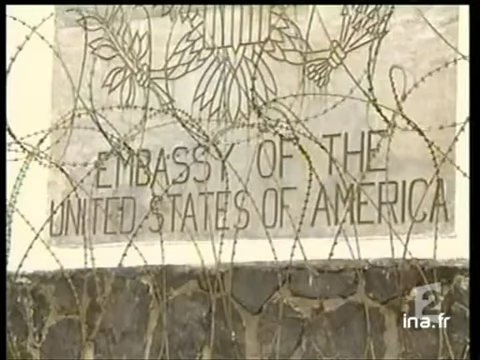 EMBASSY OF THE
UNITED STATES OF AMERICA
2
ina.fr